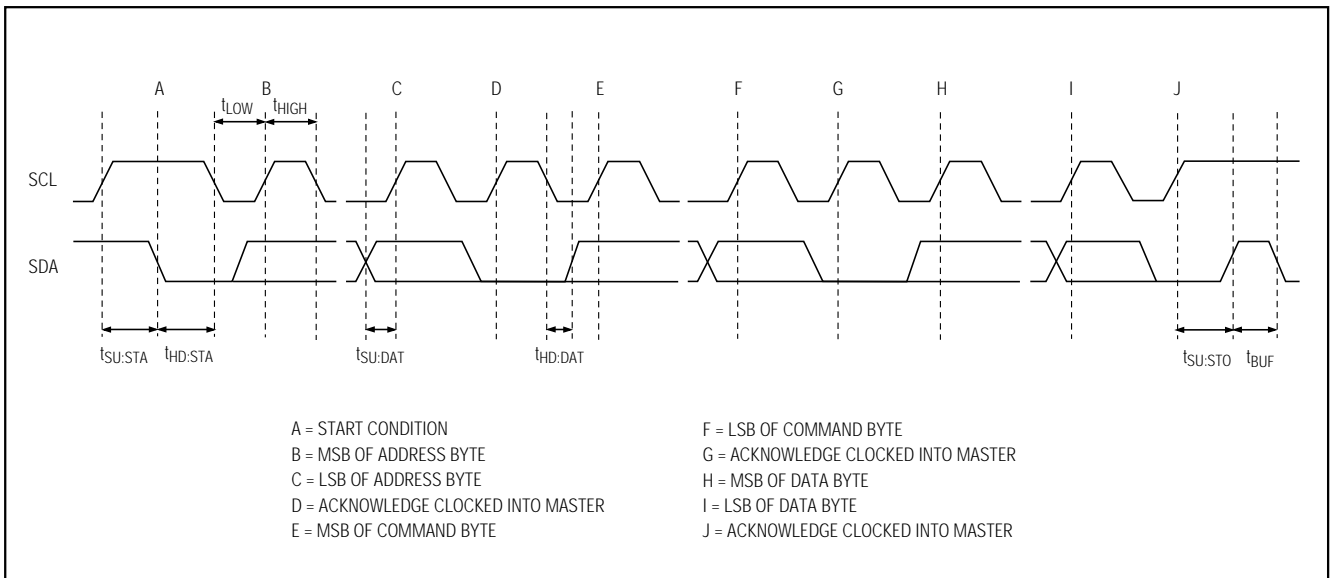 A B C D E F G H I J
tLOW tHIGH
SCL
SDA
tSU:STA tHD:STA tSU:DAT tHD:DAT tSU:STO tBUF
A = START CONDITION
B = MSB OF ADDRESS BYTE
C = LSB OF ADDRESS BYTE
D = ACKNOWLEDGE CLOCKED INTO MASTER
E = MSB OF COMMAND BYTE
F = LSB OF COMMAND BYTE
G = ACKNOWLEDGE CLOCKED INTO MASTER
H = MSB OF DATA BYTE
I = LSB OF DATA BYTE
J = ACKNOWLEDGE CLOCKED INTO MASTER